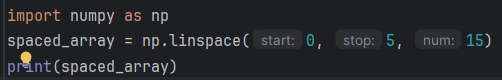 import numpy as np
spaced_array = np.linspace( start: 0, stop: 5, num: 15)
print(spaced_array)